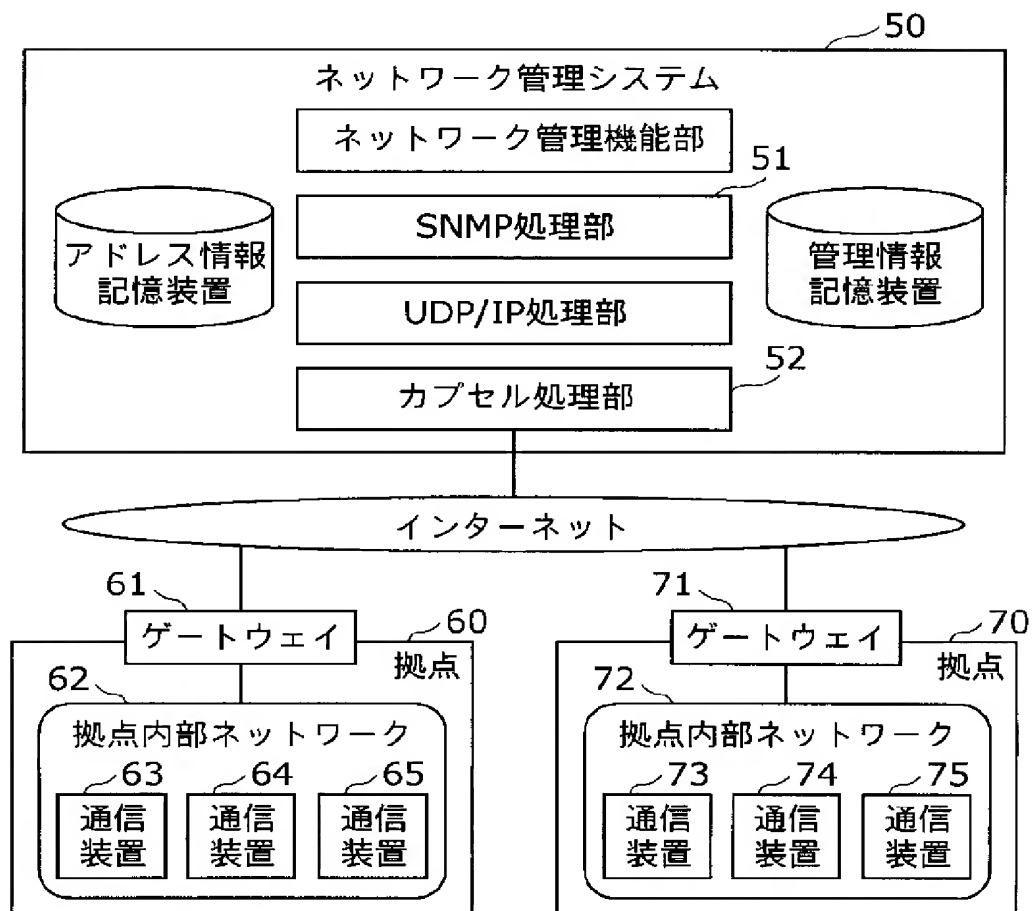 50
ネットワーク管理システム
ネットワーク管理機能部
51
SNMP処理部
アドレス情報
記憶装置
管理情報
記憶装置
UDP/IP処理部
52
カプセル処理部
インターネット
61
ゲートウェイ
60
拠点
62
拠点内部ネットワーク
63
通信
装置
64
通信
装置
65
通信
装置
71
ゲートウェイ
70
拠点
72
拠点内部ネットワーク
73
通信
装置
74
通信
装置
75
通信
装置